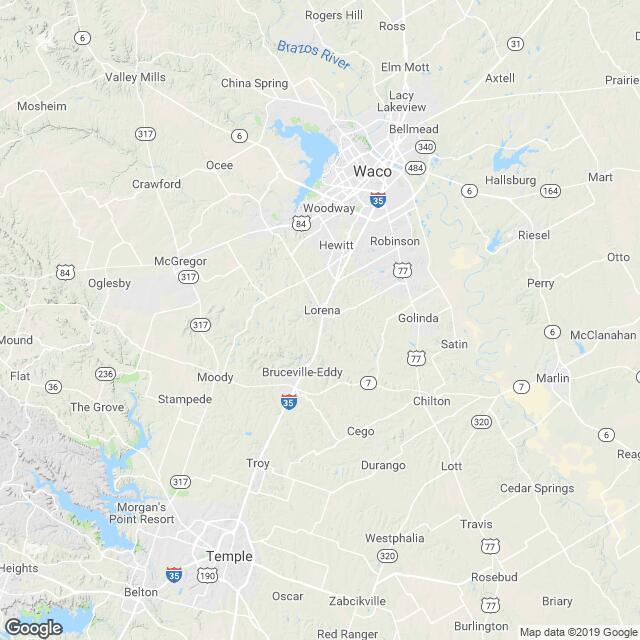 Rogers Hill
Ross
6
Brazos River
31
Elm Mott
Valley Mills
China Spring
Axtell
Prairie
Mosheim
Lacy
Lakeview
Bellmead
317
6
340
Waco
484
Ocee
Crawford
Hallsburg
Mart
6
164
35
Woodway
84
Riesel
Hewitt
Robinson
McGregor
84
317
77
Otto
Oglesby
Perry
Lorena
317
Golinda
6
McClanahan
Mound
Satin
77
Flat
36
236
Moody
Bruceville-Eddy
7
Marlin
7
Stampede
35
Chilton
The Grove
320
Cego
6
Troy
Durango
Lott
Reag
317
Cedar Springs
Morgan's
Point Resort
Travis
Westphalia
77
Temple
320
Heights
35
190
Rosebud
Belton
Oscar
Zabcikville
77
Briary
Google
Red Ranger
Burlington
Map data ©2019 Google